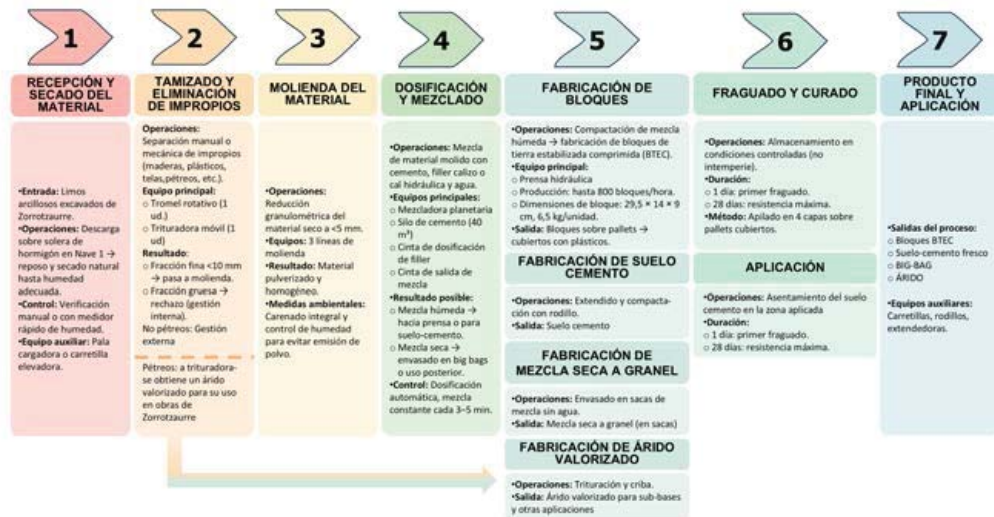 1
RECEPCIÓN Y
SECADO DEL
MATERIAL
•Entrada: Limos
arcillosos excavados de
Zorrotzaurre.
•Operaciones: Descarga
sobre solera de
hormigón en Nave 1 →
reposo y secado natural
hasta humedad
adecuada.
•Control: Verificación
manual o con medidor
rápido de humedad.
•Equipo auxiliar: Pala
cargadora o carretilla
elevadora.
2
TAMIZADO Y
ELIMINACIÓN
DE IMPROPIOS
Operaciones:
Separación manual o
mecánica de impropios
(maderas, plásticos,
telas,pétreos, etc.).
Equipo principal:
○ Tromel rotativo (1
ud.)
○ Trituradora móvil (1
ud)
Resultado:
○ Fracción fina <10 mm
→ pasa a molienda.
○ Fracción gruesa →
rechazo (gestión
interna).
No pétreos: Gestión
externa
Pétreos: a trituradora-
se obtiene un árido
valorizado para su uso
en obras de
Zorrotzaurre
3
MOLIENDA DEL
MATERIAL
•Operaciones:
Reducción
granulométrica del
material seco a <5 mm.
•Equipos: 3 líneas de
molienda
•Resultado: Material
pulverizado y
homogéneo.
•Medidas ambientales:
Carenado integral y
control de humedad
para evitar emisión de
polvo.
4
DOSIFICACIÓN
Y MEZCLADO
•Operaciones: Mezcla
de material molido con
cemento, filler calizo o
cal hidráulica y agua.
•Equipos principales:
○ Mezcladora planetaria
○ Silo de cemento (40
m³)
○ Cinta de dosificación
de filler
○ Cinta de salida de
mezcla
•Resultado posible:
○ Mezcla húmeda →
hacia prensa o para
suelo-cemento.
○ Mezcla seca →
envasado en big bags
o uso posterior.
•Control: Dosificación
automática, mezcla
constante cada 3–5 min.
5
FABRICACIÓN DE
BLOQUES
•Operaciones: Compactación de mezcla
húmeda → fabricación de bloques de
tierra estabilizada comprimida (BTEC).
•Equipo principal:
○ Prensa hidráulica
○ Producción: hasta 800 bloques/hora.
○ Dimensiones de bloque: 29,5 × 14 × 9
cm, 6,5 kg/unidad.
•Salida: Bloques sobre pallets →
cubiertos con plásticos.
FABRICACIÓN DE SUELO
CEMENTO
•Operaciones: Extendido y compacta-
ción con rodillo.
•Salida: Suelo cemento
FABRICACIÓN DE
MEZCLA SECA A GRANEL
•Operaciones: Envasado en sacas de
mezcla sin agua.
•Salida: Mezcla seca a granel (en sacas)
FABRICACIÓN DE ÁRIDO
VALORIZADO
•Operaciones: Trituración y criba.
•Salida: Árido valorizado para sub-bases
y otras aplicaciones
6
FRAGUADO Y CURADO
•Operaciones: Almacenamiento en
condiciones controladas (no
intemperie).
•Duración:
○ 1 día: primer fraguado.
○ 28 días: resistencia máxima.
•Método: Apilado en 4 capas sobre
pallets cubiertos.
APLICACIÓN
•Operaciones: Asentamiento del suelo
cemento en la zona aplicada
•Duración:
○ 1 día: primer fraguado.
○ 28 días: resistencia máxima.
7
PRODUCTO
FINAL Y
APLICACIÓN
•Salidas del proceso:
○ Bloques BTEC
○ Suelo-cemento fresco
○ BIG-BAG
○ ÁRIDO
•Equipos auxiliares:
Carretillas, rodillos,
extendedoras.